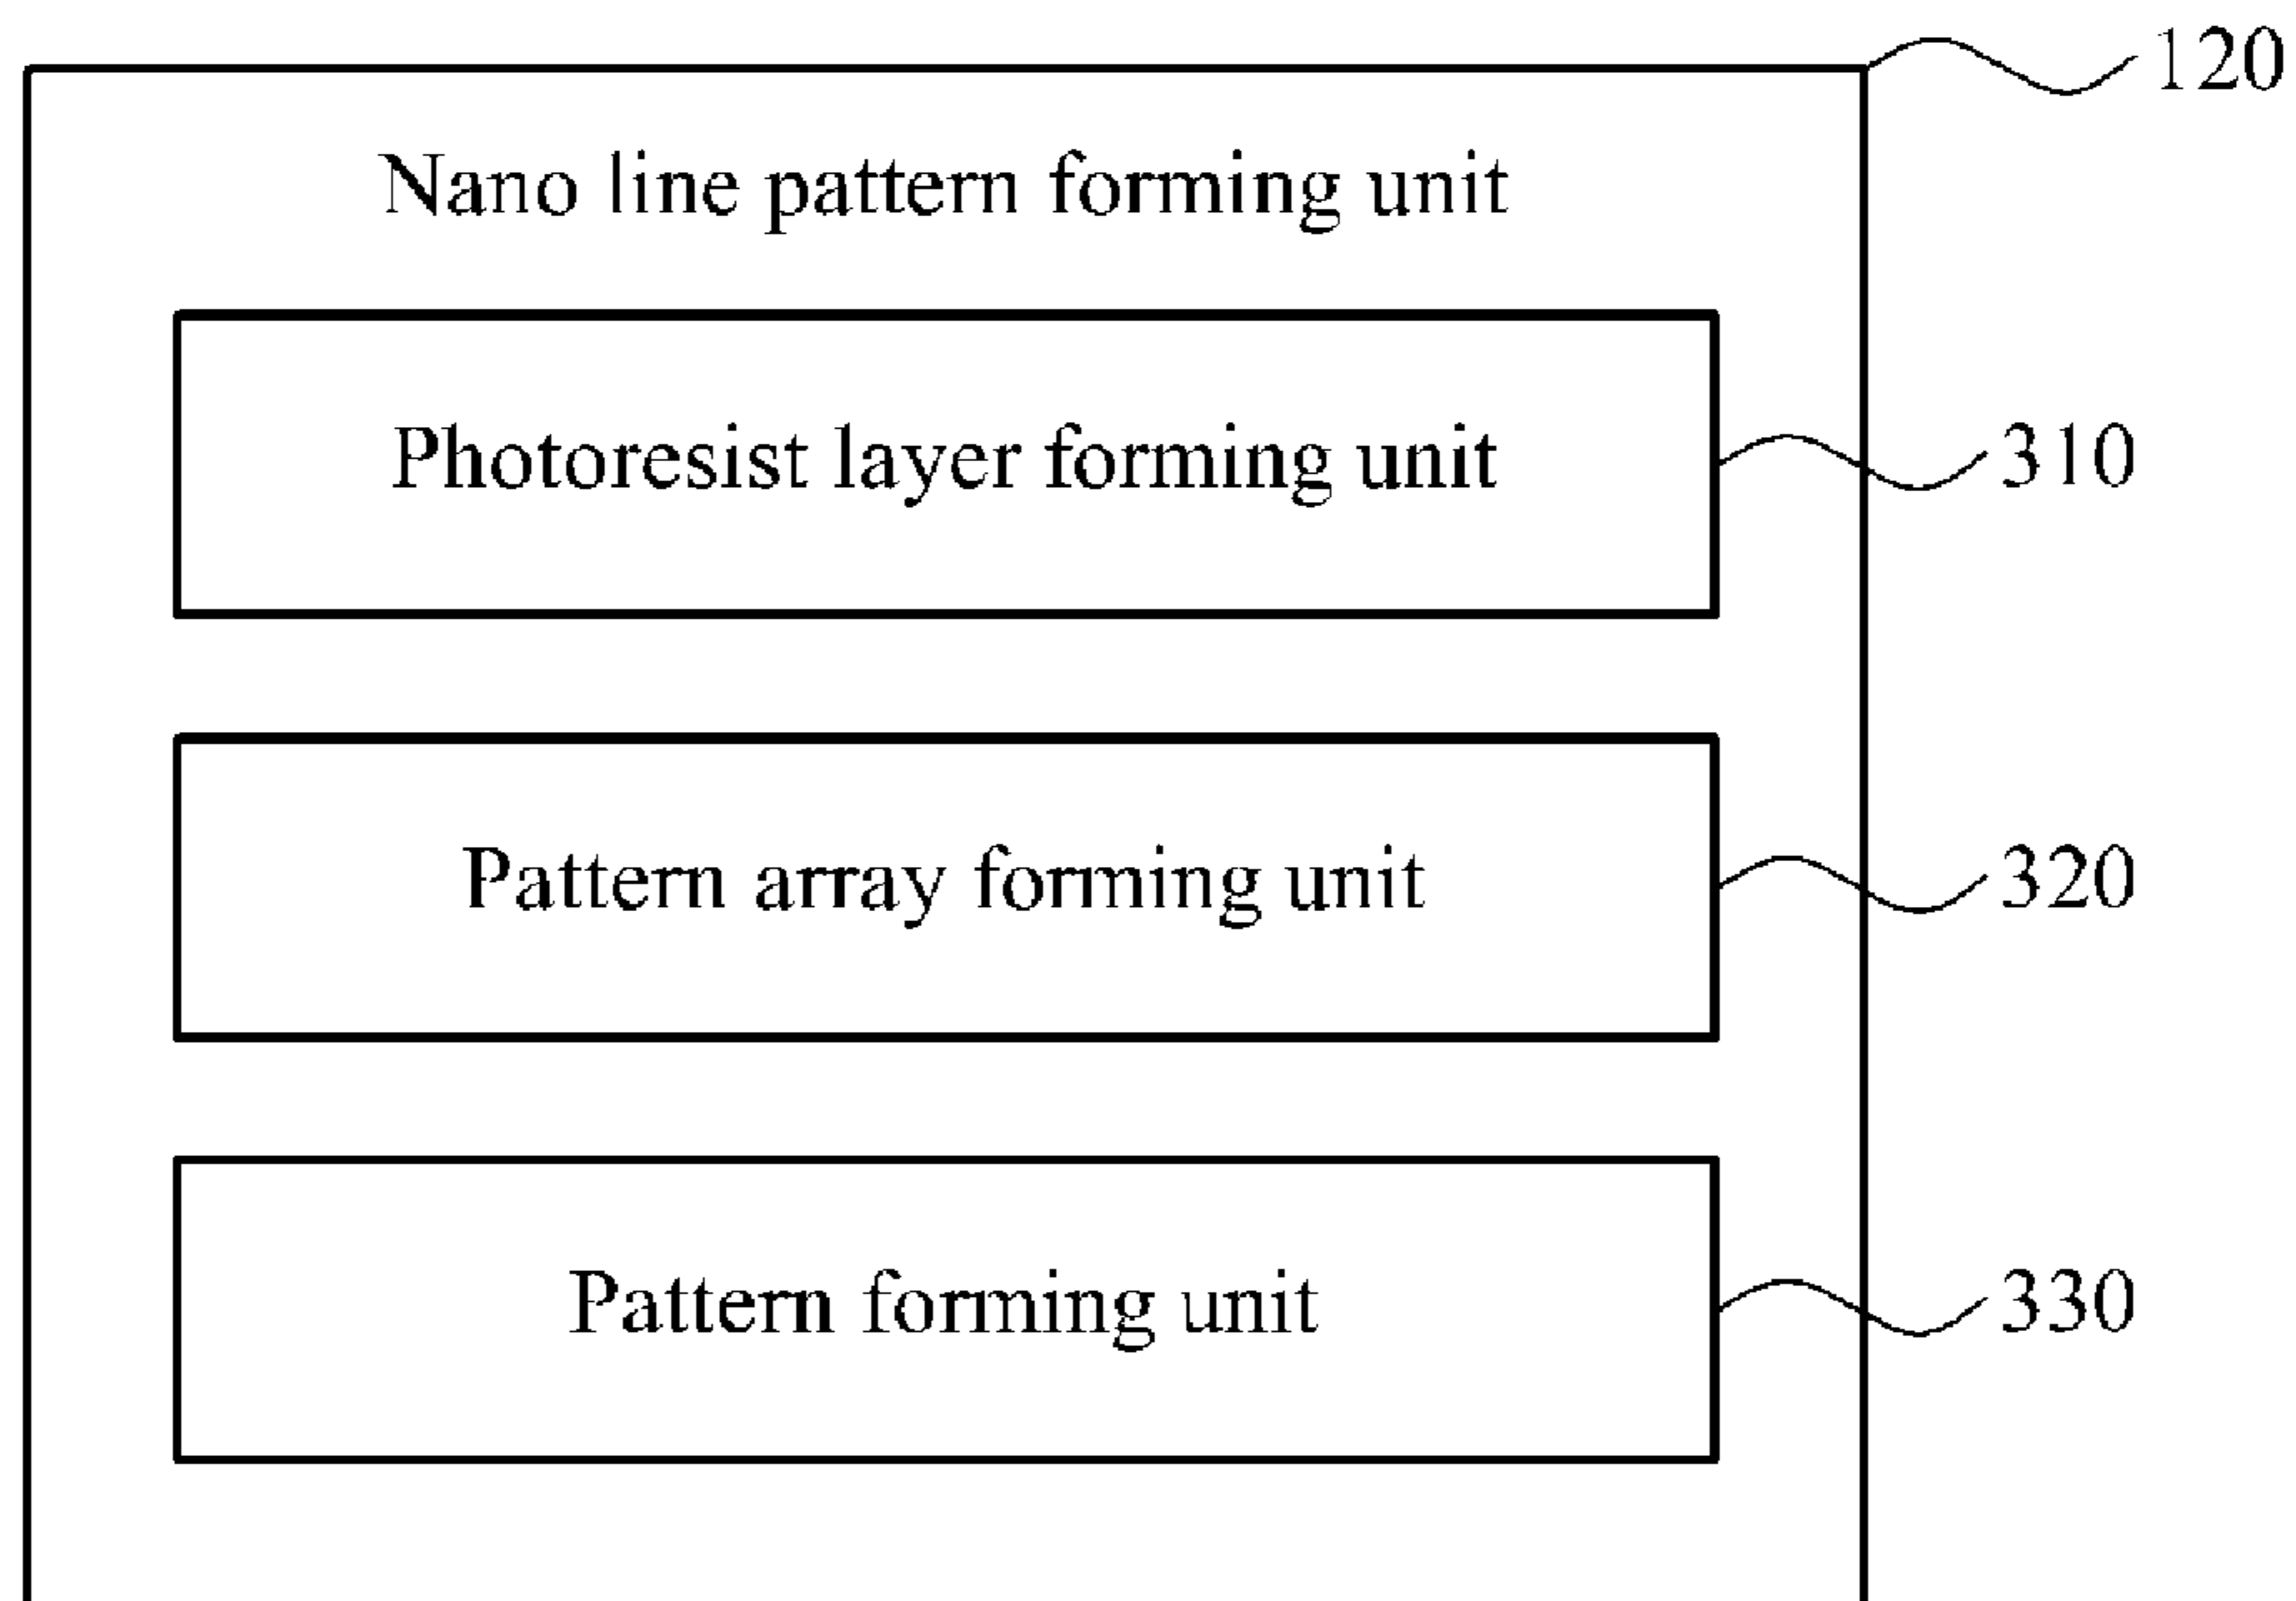 120
Nano line pattern forming unit
Photoresist layer forming unit
310
Pattern array forming unit
320
Pattern forming unit
330